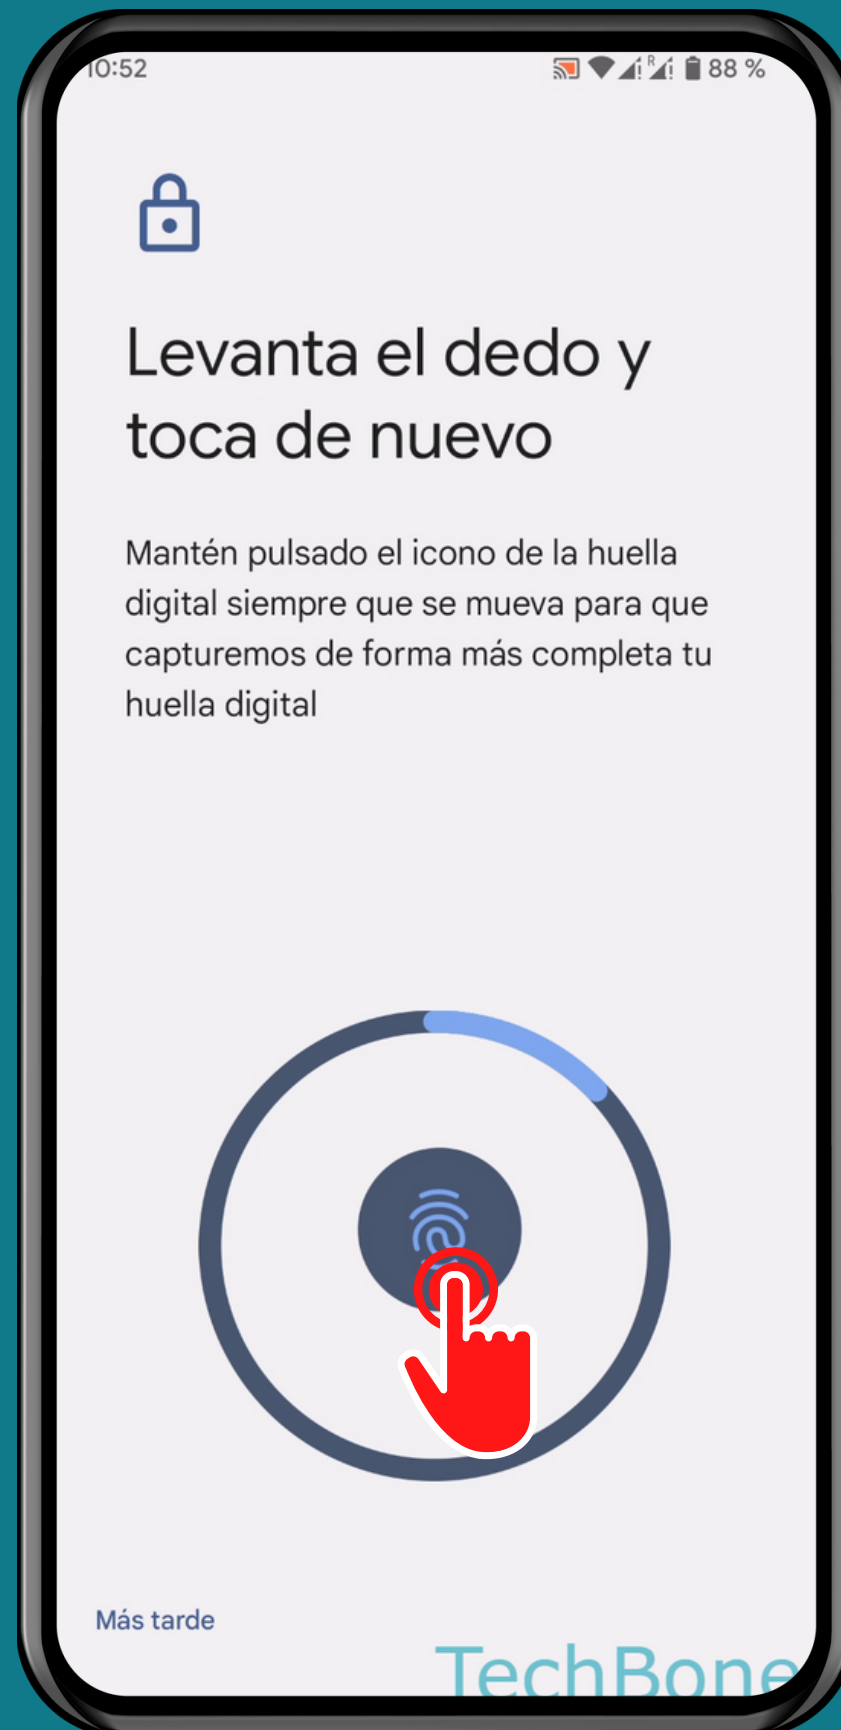 10:52 R 88 %
Levanta el dedo y
toca de nuevo
Mantén pulsado el icono de la huella
digital siempre que se mueva para que
capturemos de forma más completa tu
huella digital
Más tarde
TechBone